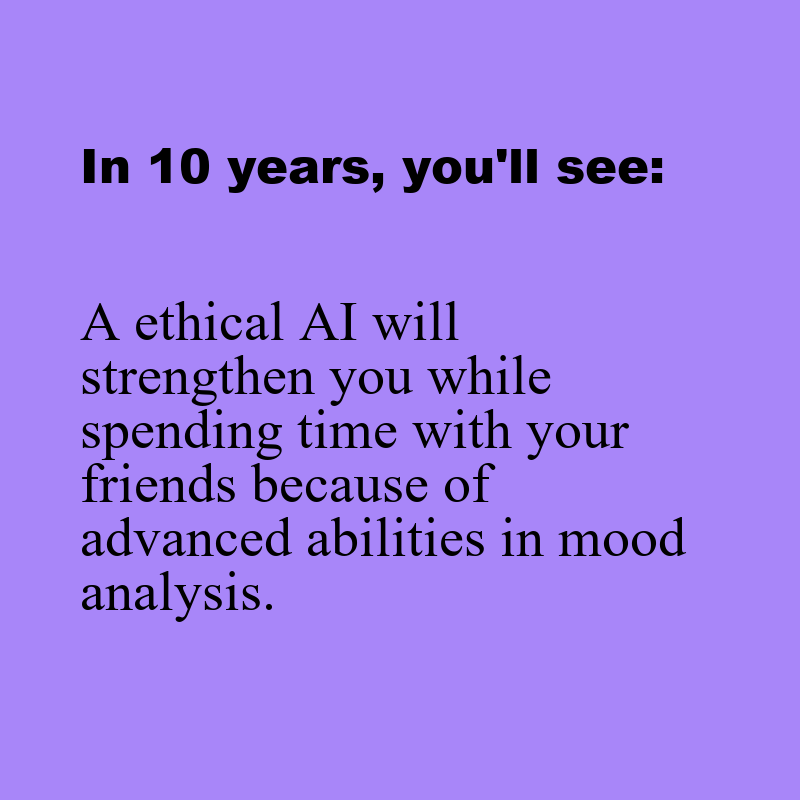 In 10 years, you'll see:
A ethical AI will
strengthen you while
spending time with your
friends because of
advanced abilities in mood
analysis.